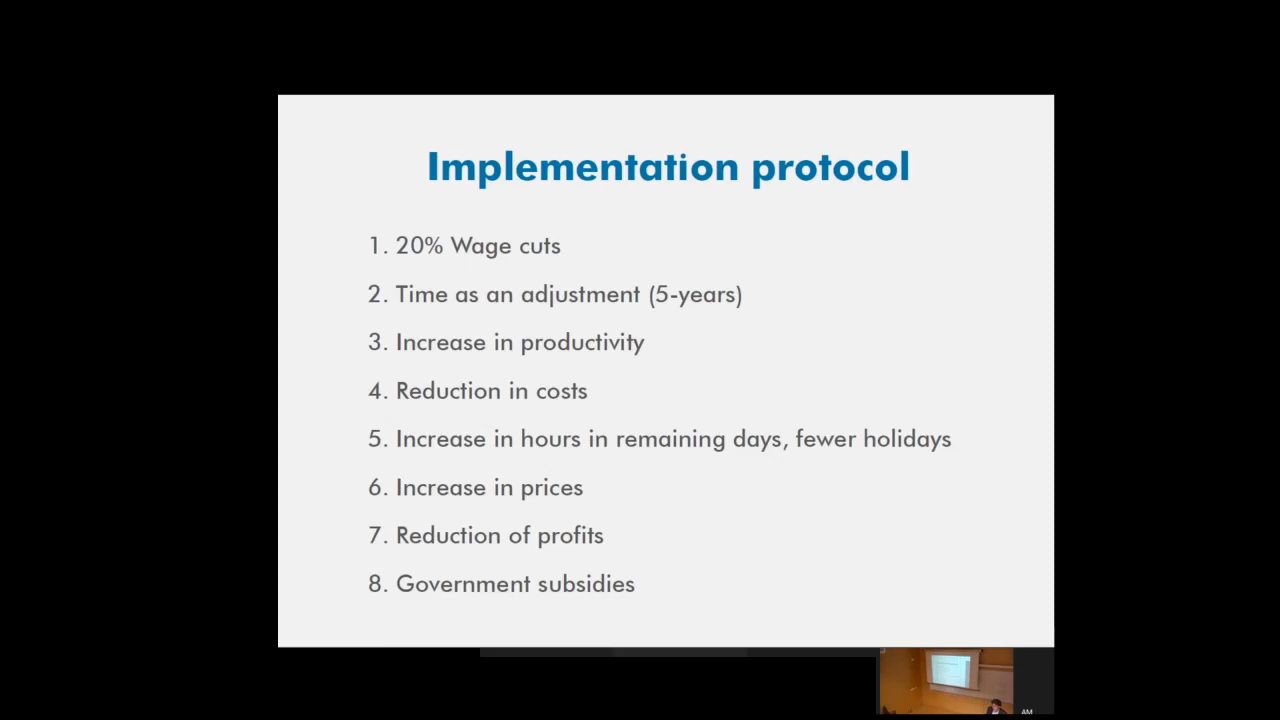 Implementation protocol
1. 20% Wage cuts
2. Time as an adjustment (5-years)
3. Increase in productivity
4. Reduction in costs
5. Increase in hours in remaining days, fewer holidays
6. Increase in prices
7. Reduction of profits
8. Government subsidies
AM